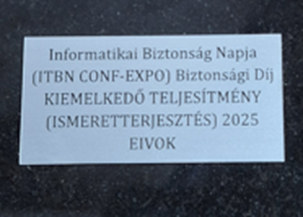 Informatikai Biztonság Napja
(ITBN CONF-EXPO) Biztonsági Díj
KIEMELKEDŐ TELJESÍTMÉNY
(ISMERETTERJESZTÉS) 2025
EIVOK